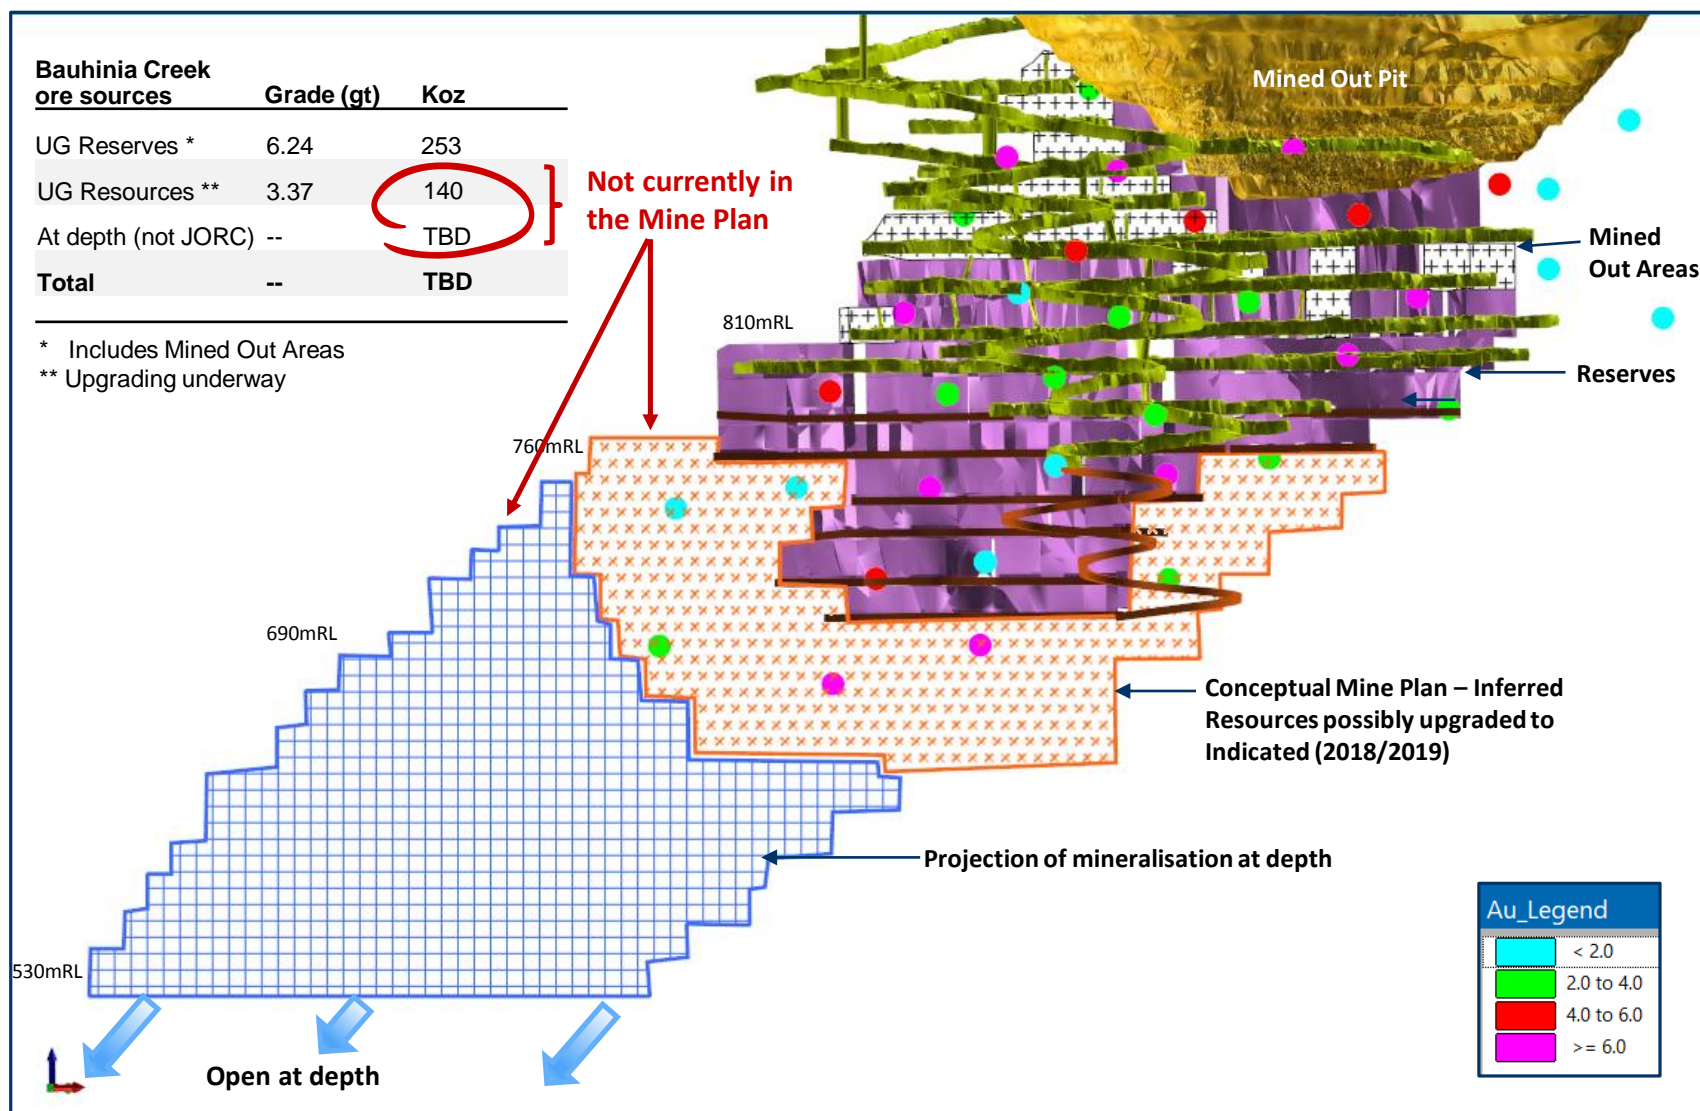 Bauhinia Creek
ore sources Grade (gt) Koz
UG Reserves * 6.24 253
UG Resources ** 3.37 140
At depth (not JORC) -- TBD
Total -- TBD
* Includes Mined Out Areas
** Upgrading underway
Not currently in
the Mine Plan
Mined Out Pit
Mined
Out Areas
810mRL
Reserves
760mRL
690mRL
Conceptual Mine Plan – Inferred
Resources possibly upgraded to
Indicated (2018/2019)
Projection of mineralisation at depth
530mRL
Open at depth
Au_Legend
< 2.0
2.0 to 4.0
4.0 to 6.0
>= 6.0